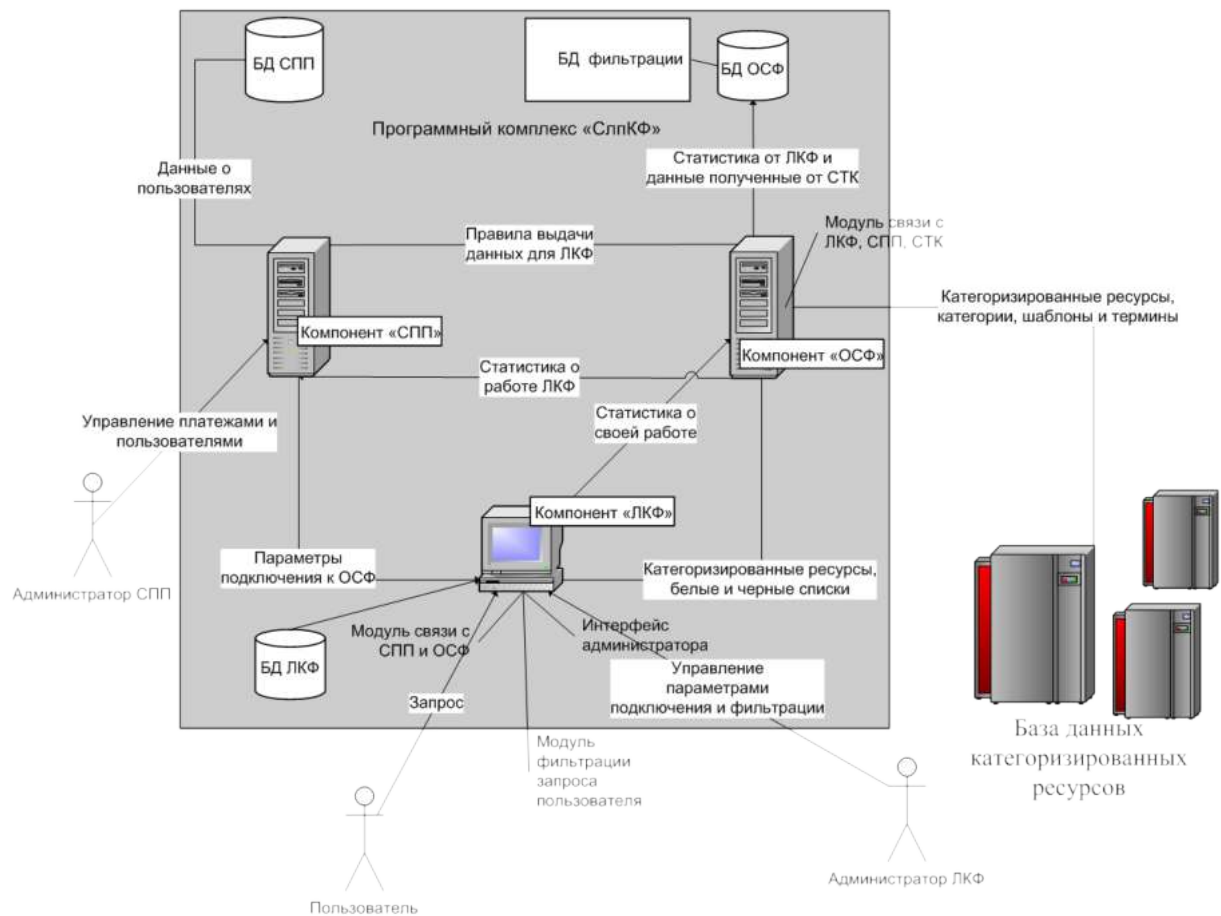 БД СПП
БД фильтрации
БД ОСФ
Программный комплекс «СлпКФ»
Данные о
пользователях
Статистика от ЛКФ и
данные полученные от СТК
Правила выдачи
данных для ЛКФ
Модуль связи с
ЛКФ, СПП, СТК
Категоризированные ресурсы,
категории, шаблоны и термины
Компонент «СПП»
Компонент «ОСФ»
Статистика о
работе ЛКФ
Управление платежами и
пользователями
Статистика о
своей работе
Компонент «ЛКФ»
Администратор СПП
Параметры
подключения к ОСФ
Категоризированные ресурсы,
белые и черные списки
БД ЛКФ
Модуль связи с
СПП и ОСФ
Интерфейс
администратора
Управление
параметрами
подключения и фильтрации
Запрос
База данных
категоризированных
ресурсов
Модуль
фильтрации
запроса
пользователя
Администратор ЛКФ
Пользователь